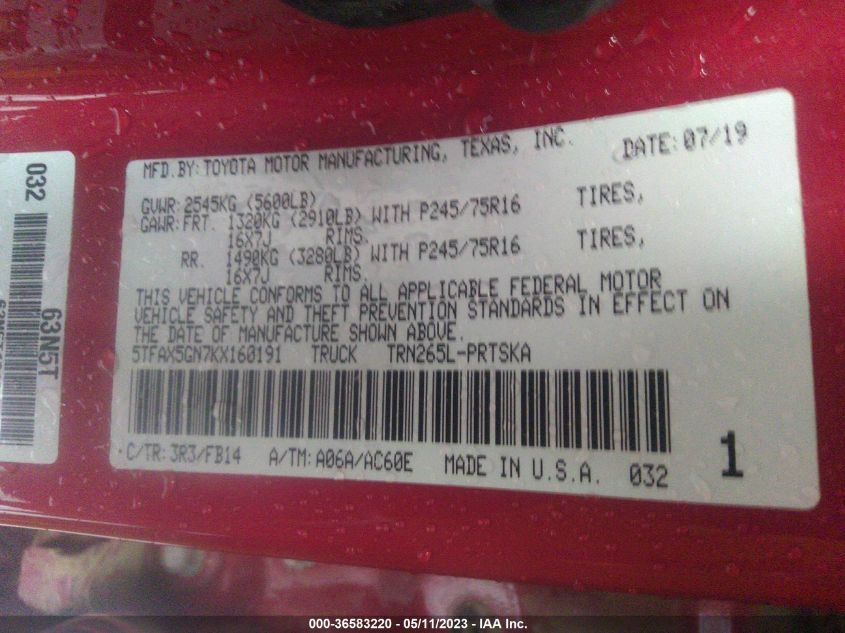 MFD. BY: TOYOTA MOTOR MANUFACTURING, TEXAS, INC. DATE: 07/19
GVWR: 2545KG (5600LB)
GAWR: FRT. 1320KG (2910LB) WITH P245/75R16 TIRES,
16X7J RIMS,
RR. 1490KG (3280LB) WITH P245/75R16 TIRES,
16X7J RIMS.
THIS VEHICLE CONFORMS TO ALL APPLICABLE FEDERAL MOTOR
VEHICLE SAFETY AND THEFT PREVENTION STANDARDS IN EFFECT ON
THE DATE OF MANUFACTURE SHOWN ABOVE.
5TFAX5GN7KX160191 TRUCK TRN265L-PRTSKA
C/TR: 3R3/FB14 A/TM: A06A/AC60E MADE IN U.S.A. 032 1
032
63N5T
000-36583220 - 05/11/2023 - IAA Inc.